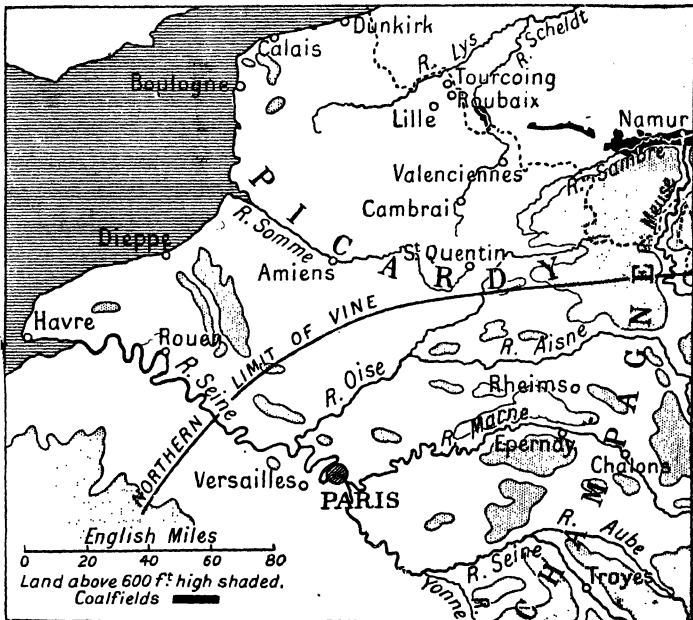 Dunkirk
Calais
R. Lys
R. Scheldt
Boulogne
Tourcoing
Roubaix
Lille
Namur
Valenciennes
R. Sambre
PICARDY
Cambrai
R. Meuse
R. Somme
Dieppe
St Quentin
Amiens
NORTHERN LIMIT OF VINE
Havre
Rouen
R. Seine
R. Oise
R. Aisne
Rheims
R. Marne
Epernay
Chalons
CHAMPAGNE
Versailles
PARIS
R. Aube
R. Seine
Troyes
Yonne R.
English Miles
0 20 40 60 80
Land above 600 ft high shaded.
Coalfields